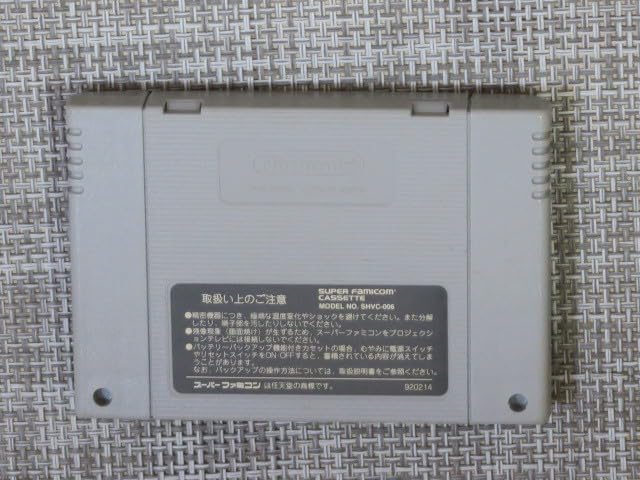 Nintendo
取扱い上のご注意
SUPER FAMICOM
CASSETTE
MODEL NO. SHVC-006
●精密機器につき、極端な温度変化やショックを避けてください。また分解
したり、端子部を汚したりしないでください。
●残像現象(画面焼け)が生ずるため、スーパーファミコンをプロジェクシ
ョンテレビには接続しないでください。
●バッテリーバックアップ機能付きカセットの場合、むやみに電源スイッチ
やリセットスイッチをON・OFFすると、蓄積されている内容が消えてしま
うことがあります。
なお、バックアップの操作方法については、取扱説明書をご参照ください。
スーパーファミコン は任天堂の商標です。
920214